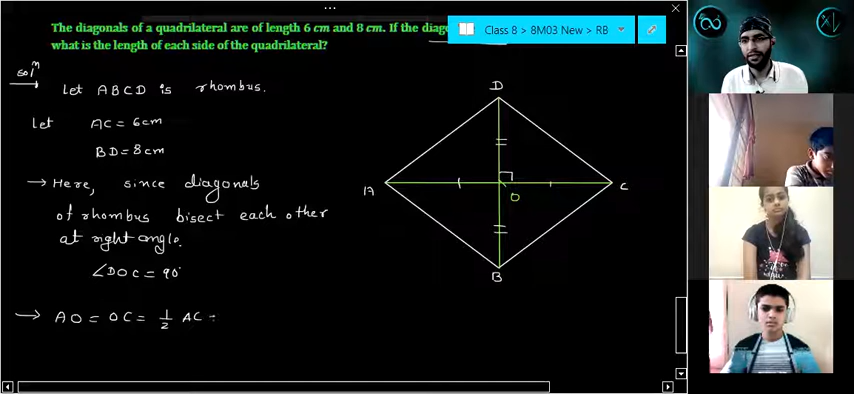 The diagonals of a quadrilateral are of length 6 cm and 8 cm. If the diag
what is the length of each side of the quadrilateral?
Class 8 > 8M03 New > RB
solⁿ
Let ABCD is rhombus.
Let AC = 6cm
BD = 8cm
→ Here, since diagonals
of rhombus bisect each other
at right angle.
∠DOC = 90°
→ AO = OC = 1/2 AC =
D
A
C
O
B